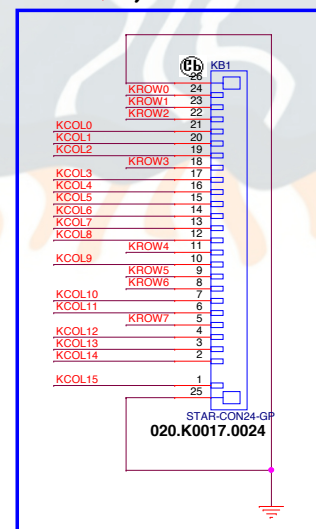 KB1
26
KROW0 24
KROW1 23
KROW2 22
KCOL0 21
KCOL1 20
KCOL2 19
KROW3 18
KCOL3 17
KCOL4 16
KCOL5 15
KCOL6 14
KCOL7 13
KCOL8 12
KROW4 11
KCOL9 10
KROW5 9
KROW6 8
KCOL10 7
KCOL11 6
KROW7 5
KCOL12 4
KCOL13 3
KCOL14 2
KCOL15 1
25
STAR-CON24-GP
020.K0017.0024